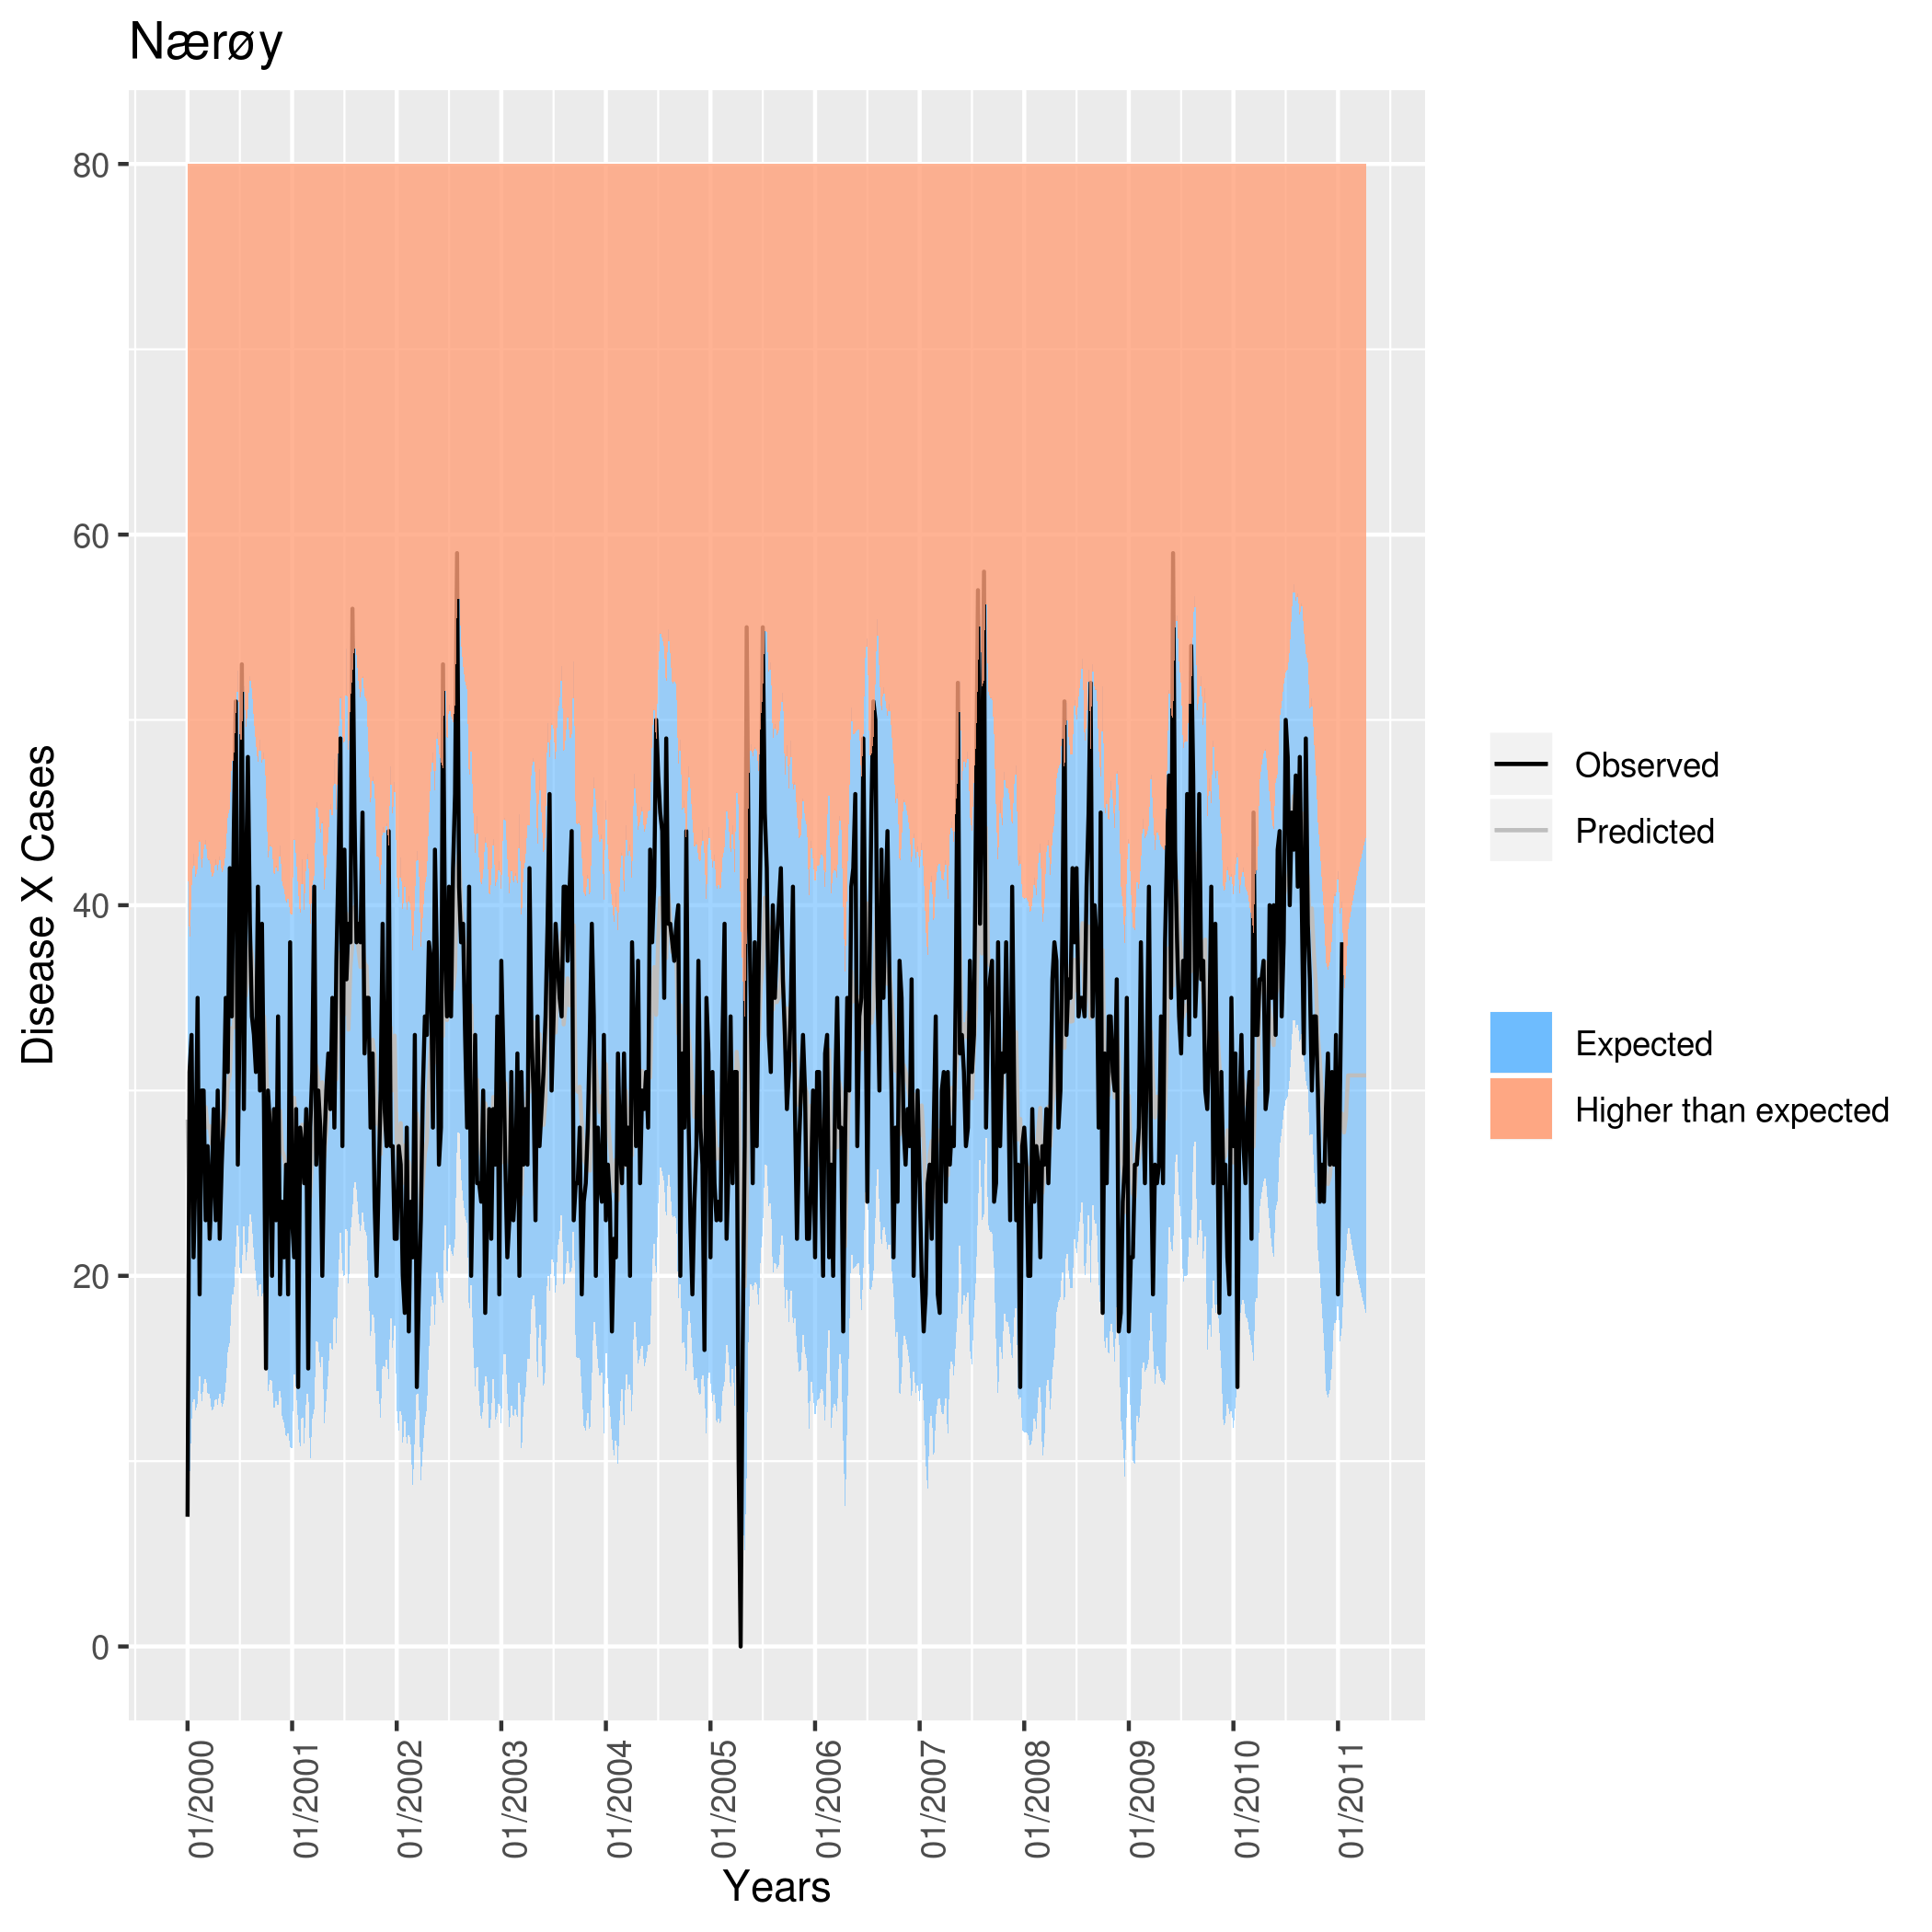 Nærøy
Disease X Cases
80
60
40
20
0
01/2000
01/2001
01/2002
01/2003
01/2004
01/2005
01/2006
01/2007
01/2008
01/2009
01/2010
01/2011
Years
Observed
Predicted
Expected
Higher than expected